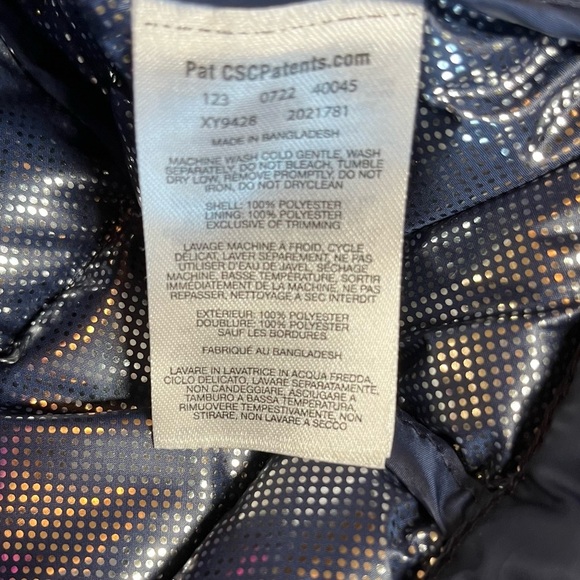 Pat CSCPatents.com
123 0722 40045
XY9428 2021781
MADE IN BANGLADESH
MACHINE WASH COLD GENTLE, WASH
SEPARATELY, DO NOT BLEACH, TUMBLE
DRY LOW, REMOVE PROMPTLY, DO NOT
IRON, DO NOT DRYCLEAN
SHELL: 100% POLYESTER
LINING: 100% POLYESTER
EXCLUSIVE OF TRIMMING
LAVAGE MACHINE À FROID, CYCLE
DÉLICAT, LAVER SEPAREMENT, NE PAS
UTILISER D'EAU DE JAVEL, SÉCHAGE
MACHINE, BASSE TEMPÉRATURE, SORTIR
IMMÉDIATEMENT DE LA MACHINE, NE PAS
REPASSER, NETTOYAGE A SEC INTERDIT
EXTÉRIEUR: 100% POLYESTER
DOUBLURE: 100% POLYESTER
SAUF LES BORDURES.
FABRIQUÉ AU BANGLADESH
LAVARE IN LAVATRICE IN ACQUA FREDDA,
CICLO DELICATO, LAVARE SEPARATAMENTE,
NON CANDEGGIARE, ASCIUGARE A
TAMBURO A BASSA TEMPERATURA,
RIMUOVERE TEMPESTIVAMENTE, NON
STIRARE, NON LAVARE A SECCO